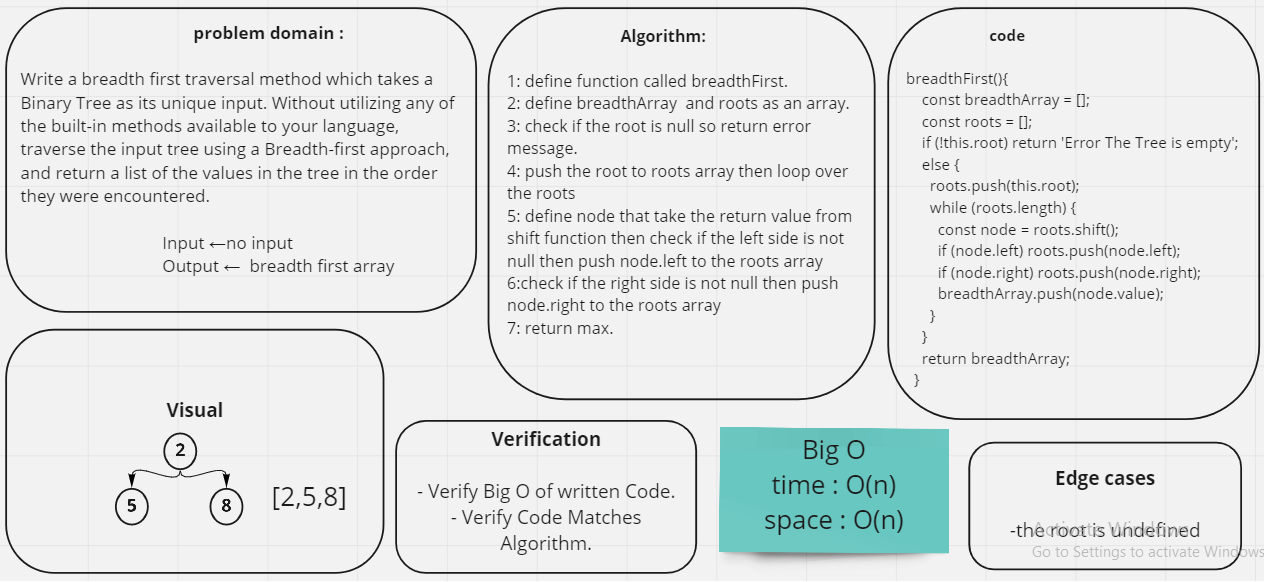 problem domain :
Write a breadth first traversal method which takes a
Binary Tree as its unique input. Without utilizing any of
the built-in methods available to your language,
traverse the input tree using a Breadth-first approach,
and return a list of the values in the tree in the order
they were encountered.
Input ←no input
Output ← breadth first array
Algorithm:
1: define function called breadthFirst.
2: define breadthArray and roots as an array.
3: check if the root is null so return error
message.
4: push the root to roots array then loop over
the roots
5: define node that take the return value from
shift function then check if the left side is not
null then push node.left to the roots array
6:check if the right side is not null then push
node.right to the roots array
7: return max.
code
breadthFirst(){
const breadthArray = [];
const roots = [];
if (!this.root) return 'Error The Tree is empty';
else {
roots.push(this.root);
while (roots.length) {
const node = roots.shift();
if (node.left) roots.push(node.left);
if (node.right) roots.push(node.right);
breadthArray.push(node.value);
}
}
return breadthArray;
}
Visual
2
5
8
[2,5,8]
Verification
- Verify Big O of written Code.
- Verify Code Matches
Algorithm.
Big O
time : O(n)
space : O(n)
Edge cases
-the root is undefined
Activate Windows
Go to Settings to activate Windows